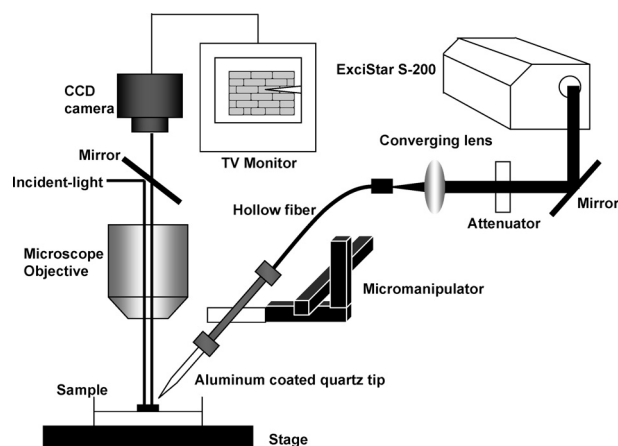 ExciStar S-200
CCD
camera
TV Monitor
Converging lens
Mirror
Incident-light
Hollow fiber
Attenuator
Mirror
Microscope
Objective
Micromanipulator
Aluminum coated quartz tip
Sample
Stage